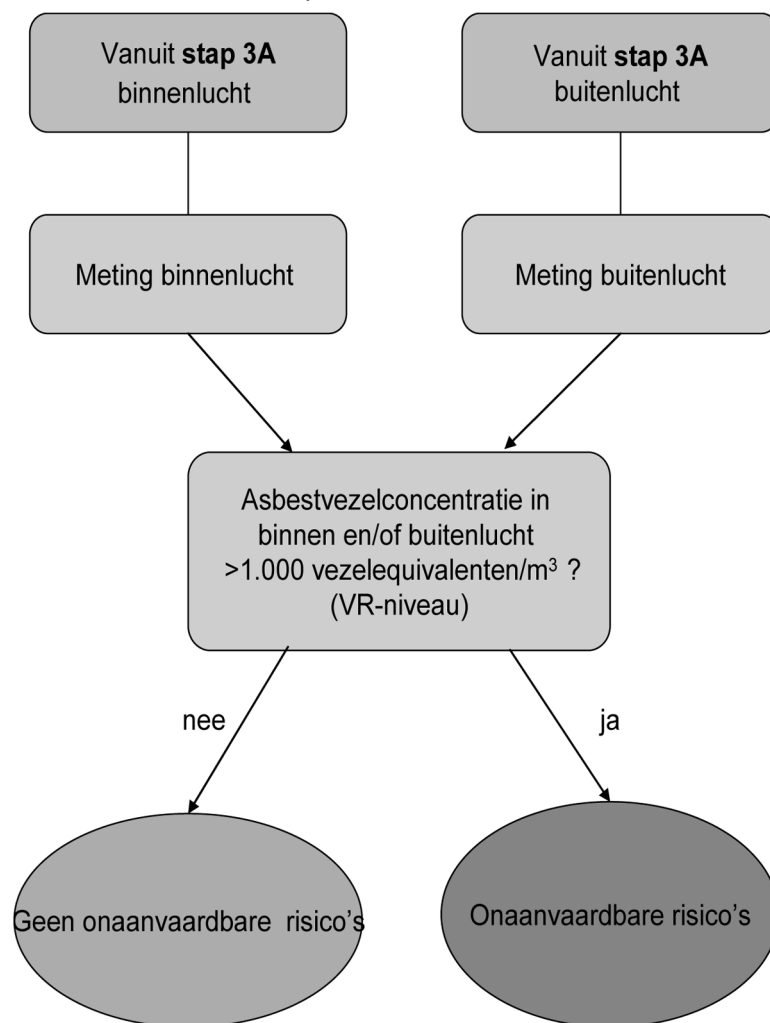 Vanuit stap 3A
binnenlucht
Vanuit stap 3A
buitenlucht
Meting binnenlucht
Meting buitenlucht
Asbestvezelconcentratie in
binnen en/of buitenlucht
>1.000 vezelequivalenten/m³ ?
(VR-niveau)
nee
ja
Geen onaanvaardbare risico's
Onaanvaardbare risico's